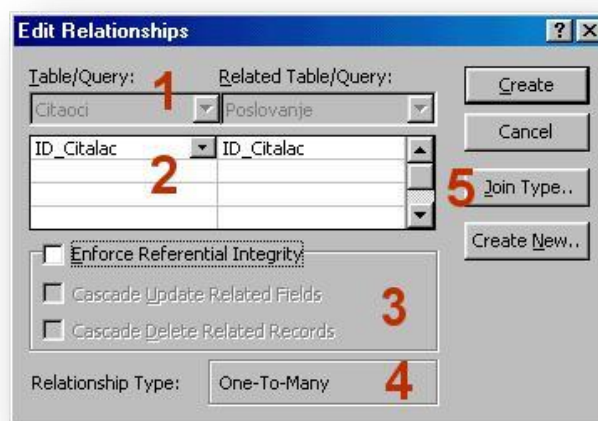 Edit Relationships
Table/Query: 1 Related Table/Query:
Citaoci Poslovanje
ID_Citalac ID_Citalac
2
Enforce Referential Integrity
Cascade Update Related Fields
3
Cascade Delete Related Records
Relationship Type: One-To-Many 4
Create
Cancel
5 Join Type..
Create New..